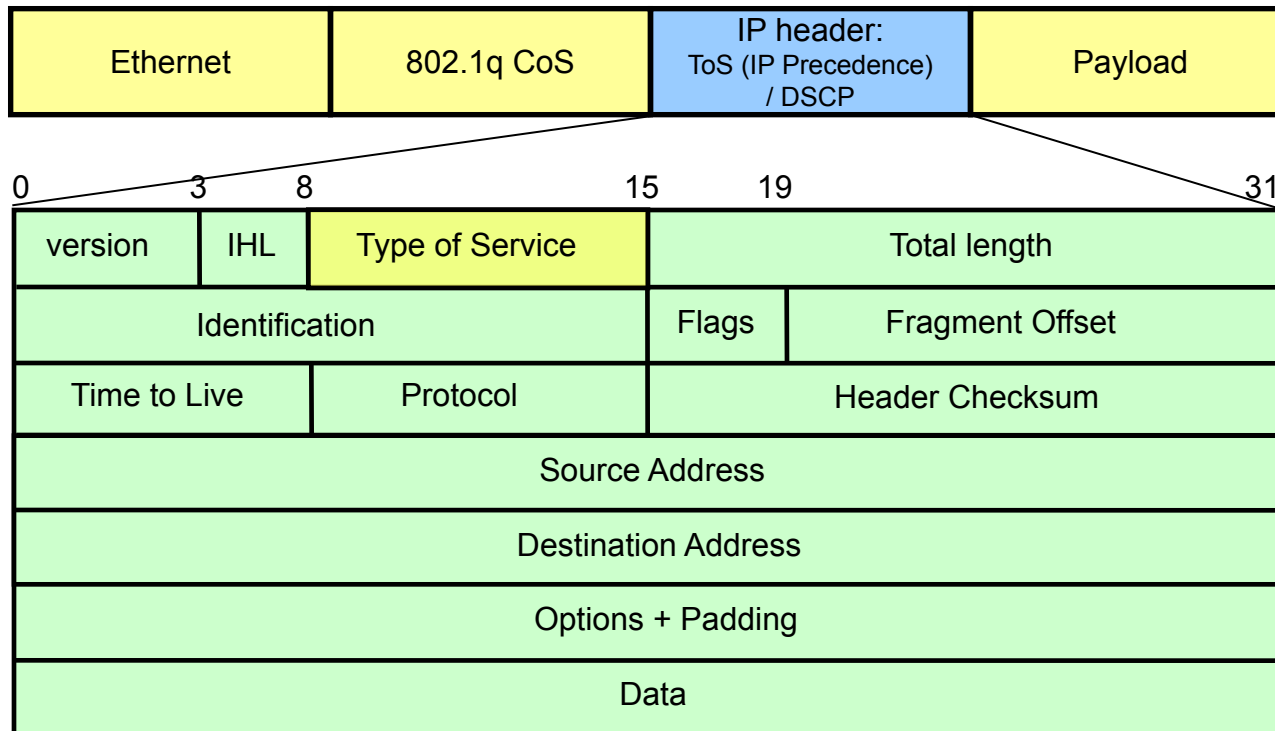 Ethernet
802.1q CoS
IP header:
ToS (IP Precedence)
/ DSCP
Payload
0 3 8 15 19 31
version IHL Type of Service Total length
Identification Flags Fragment Offset
Time to Live Protocol Header Checksum
Source Address
Destination Address
Options + Padding
Data